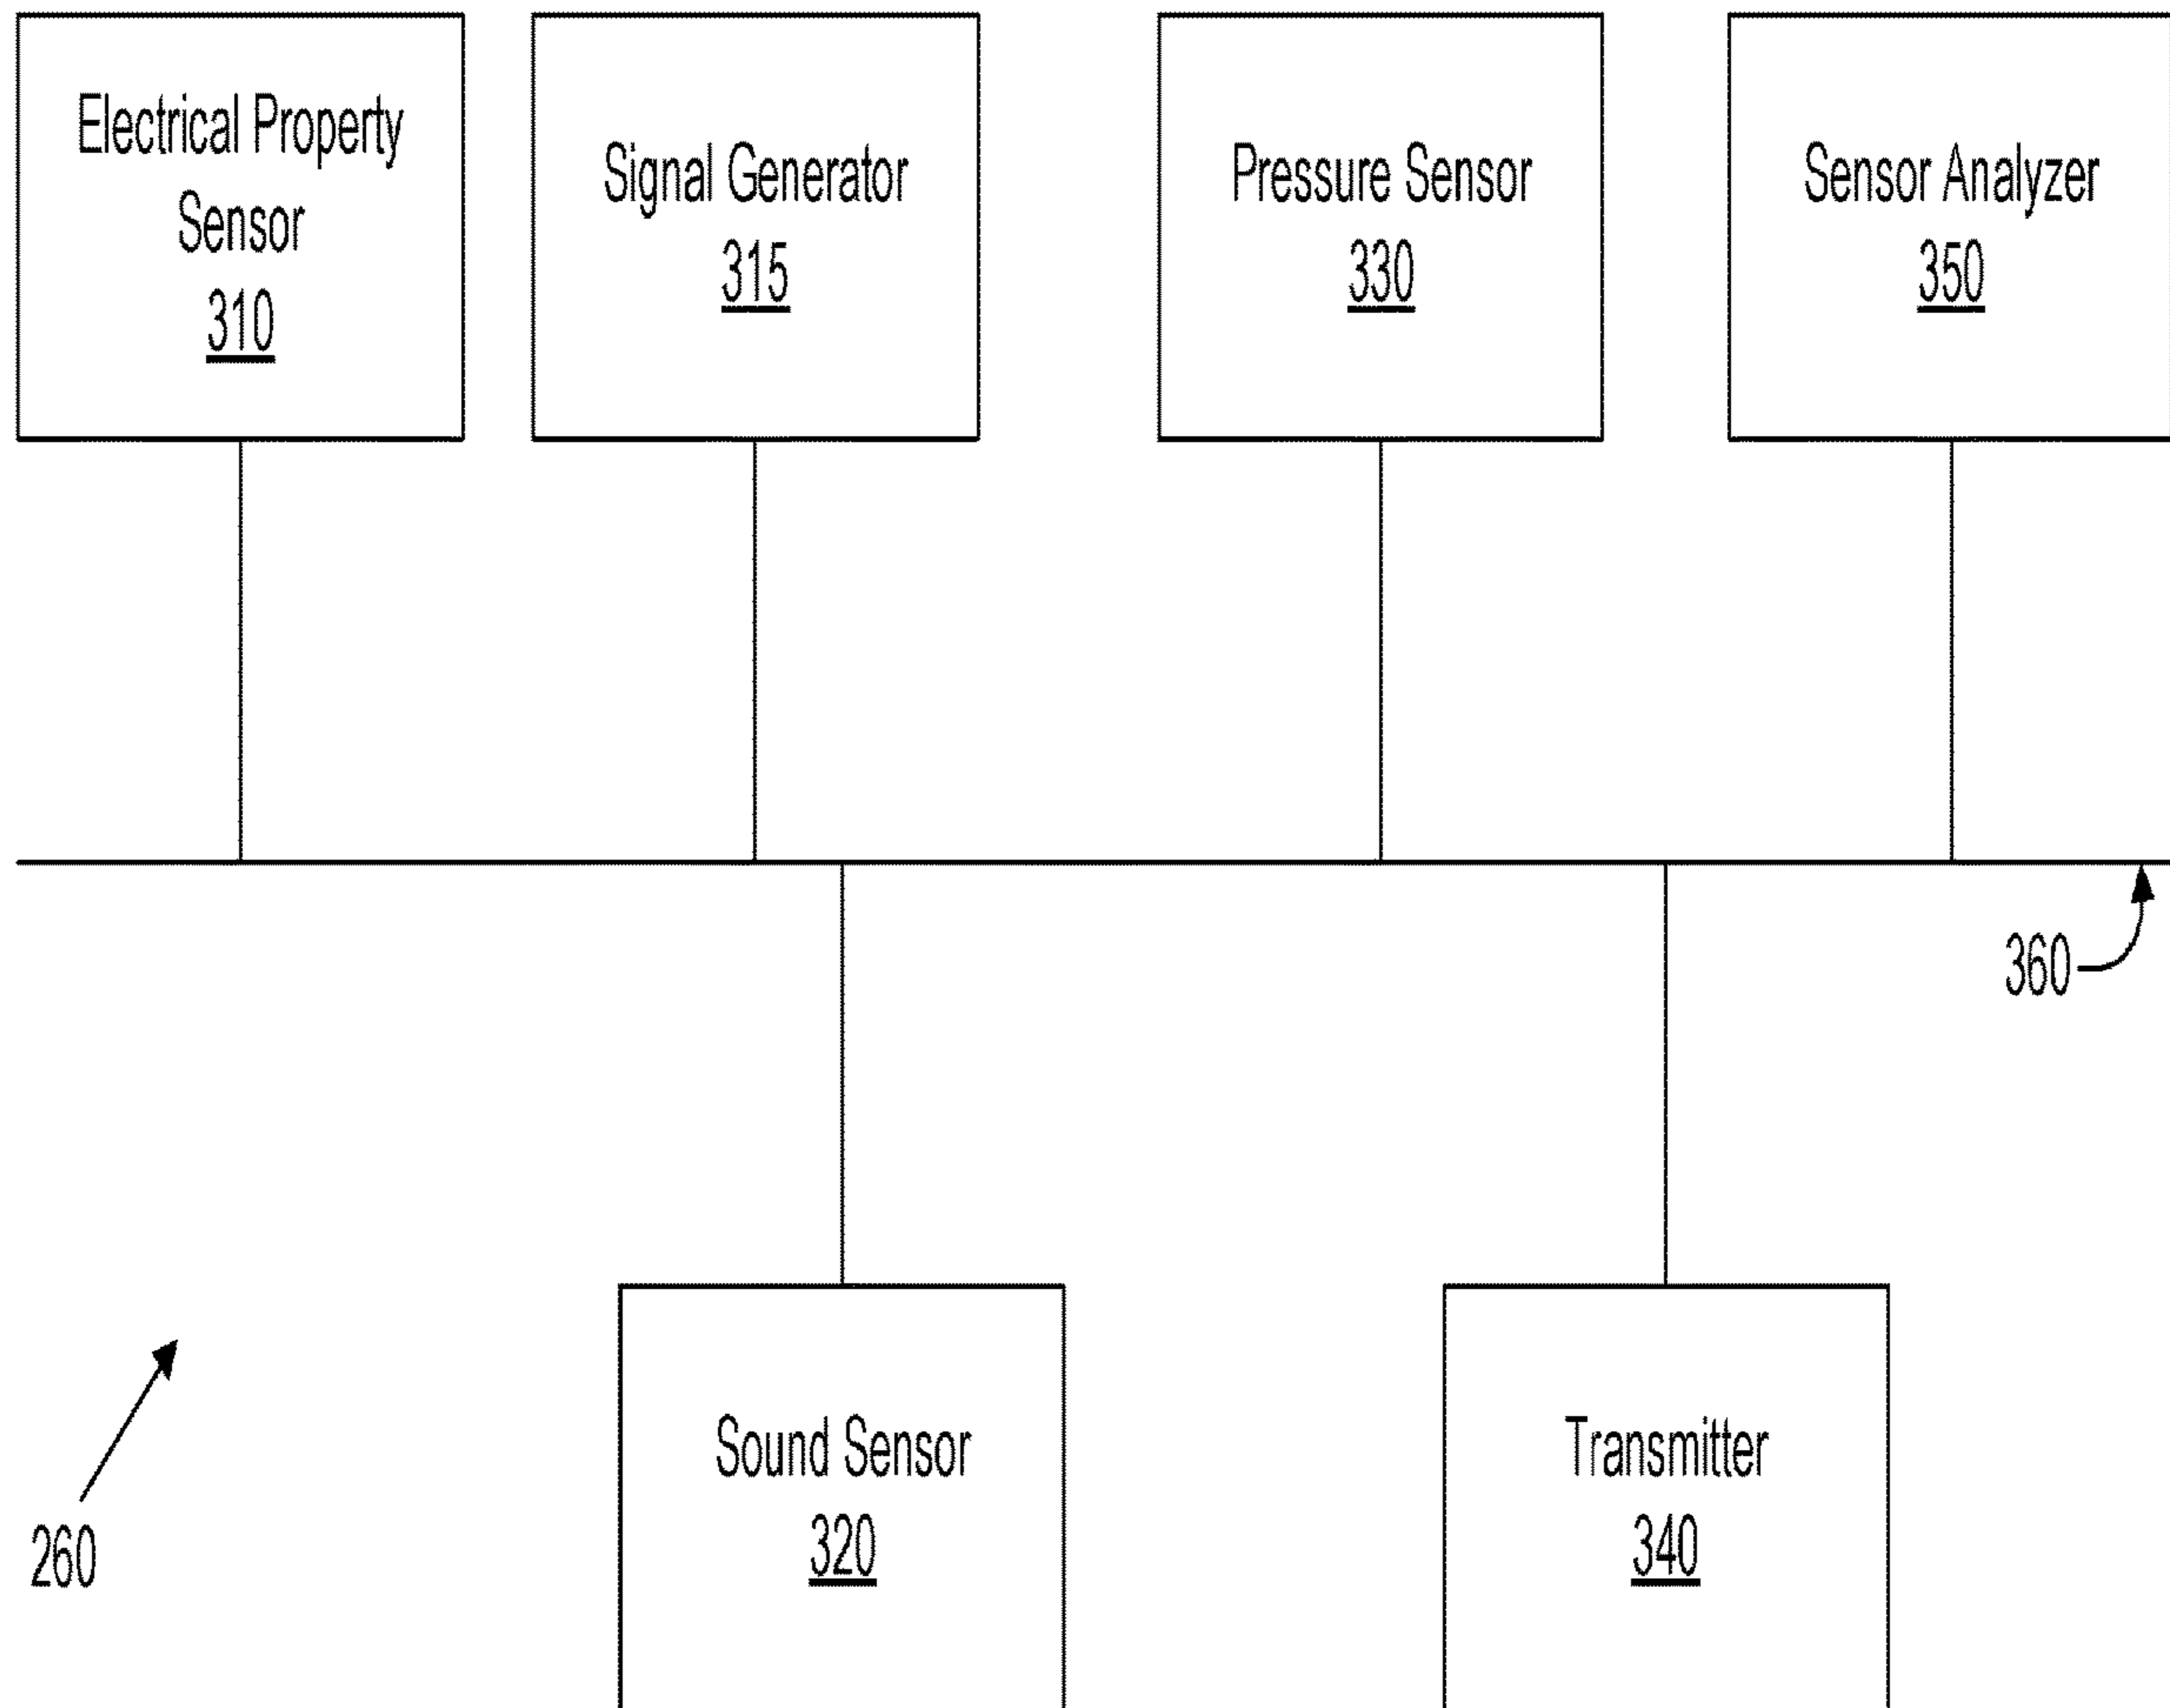 Electrical Property
Sensor
310
Signal Generator
315
Pressure Sensor
330
Sensor Analyzer
350
360
260
Sound Sensor
320
Transmitter
340